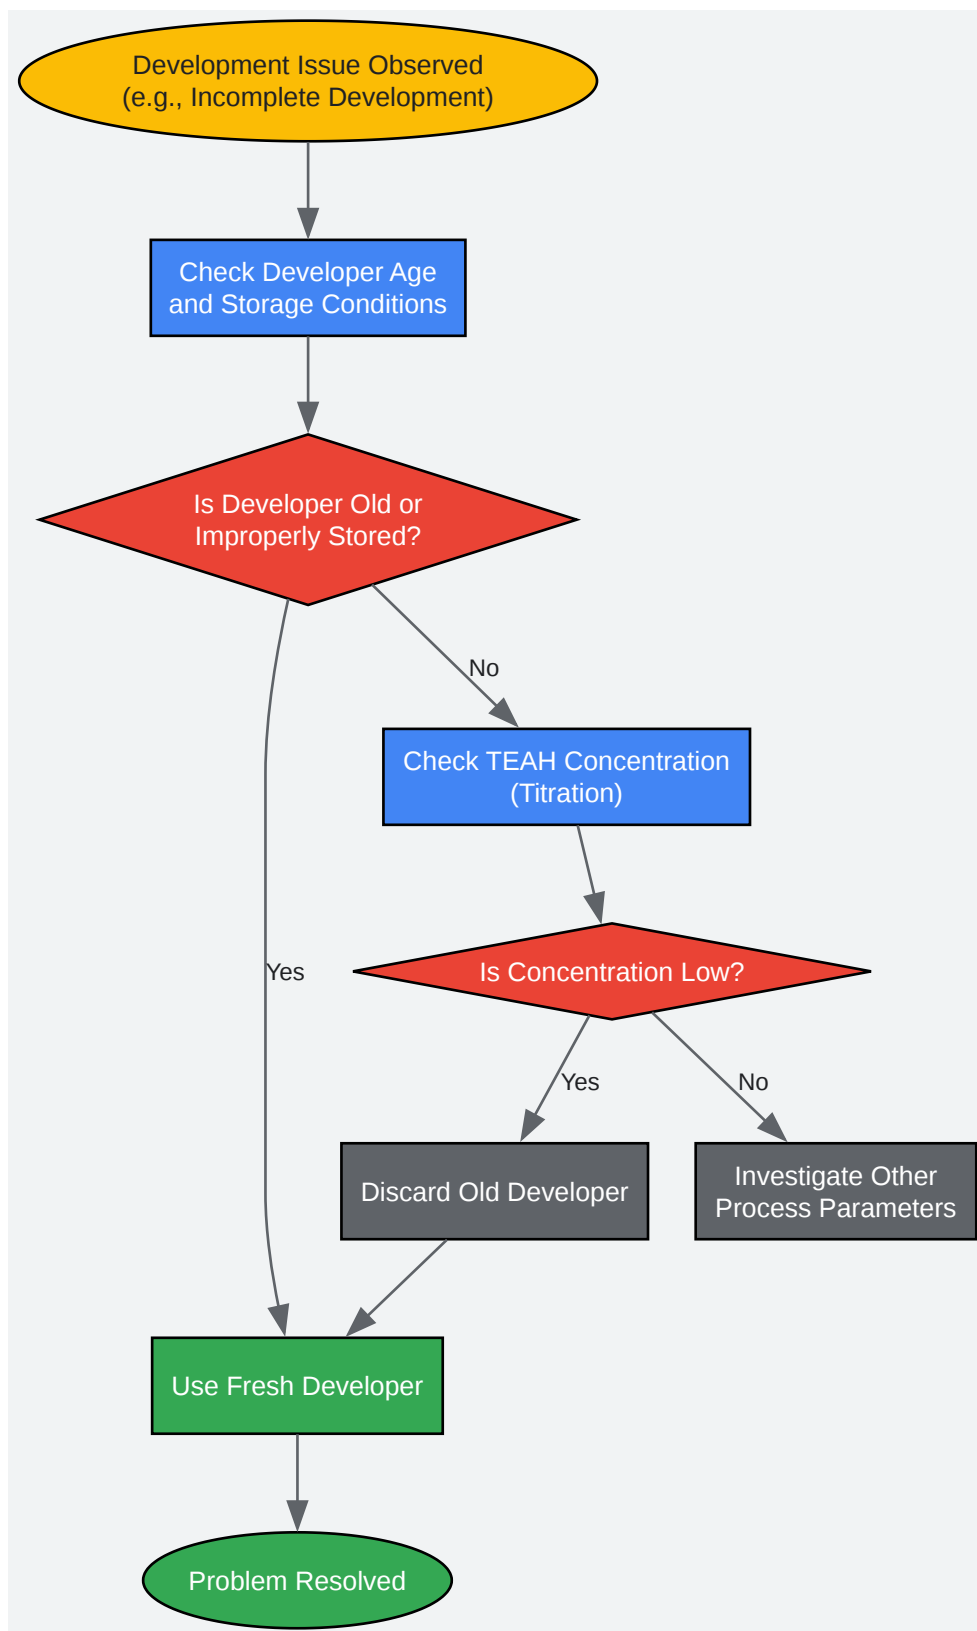 Development Issue Observed
(e.g., Incomplete Development)
Check Developer Age
and Storage Conditions
Is Developer Old or
Improperly Stored?
No
Check TEAH Concentration
(Titration)
Yes
Is Concentration Low?
Yes
No
Discard Old Developer
Investigate Other
Process Parameters
Use Fresh Developer
Problem Resolved